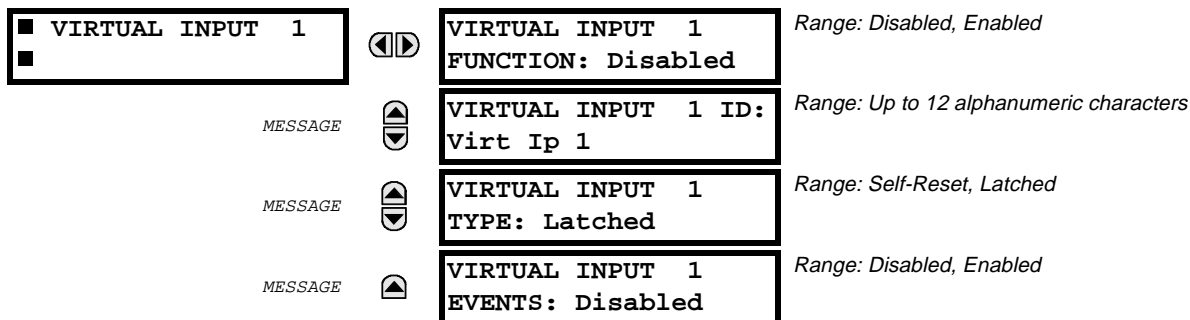 ■ VIRTUAL INPUT 1
■
VIRTUAL INPUT 1
FUNCTION: Disabled
Range: Disabled, Enabled
MESSAGE
VIRTUAL INPUT 1 ID:
Virt Ip 1
Range: Up to 12 alphanumeric characters
MESSAGE
VIRTUAL INPUT 1
TYPE: Latched
Range: Self-Reset, Latched
MESSAGE
VIRTUAL INPUT 1
EVENTS: Disabled
Range: Disabled, Enabled